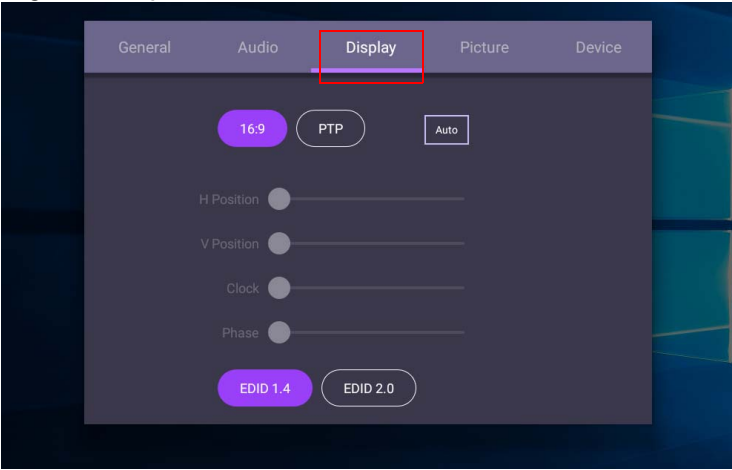 General Audio Display Picture Device
16:9 PTP Auto
H Position
V Position
Clock
Phase
EDID 1.4 EDID 2.0